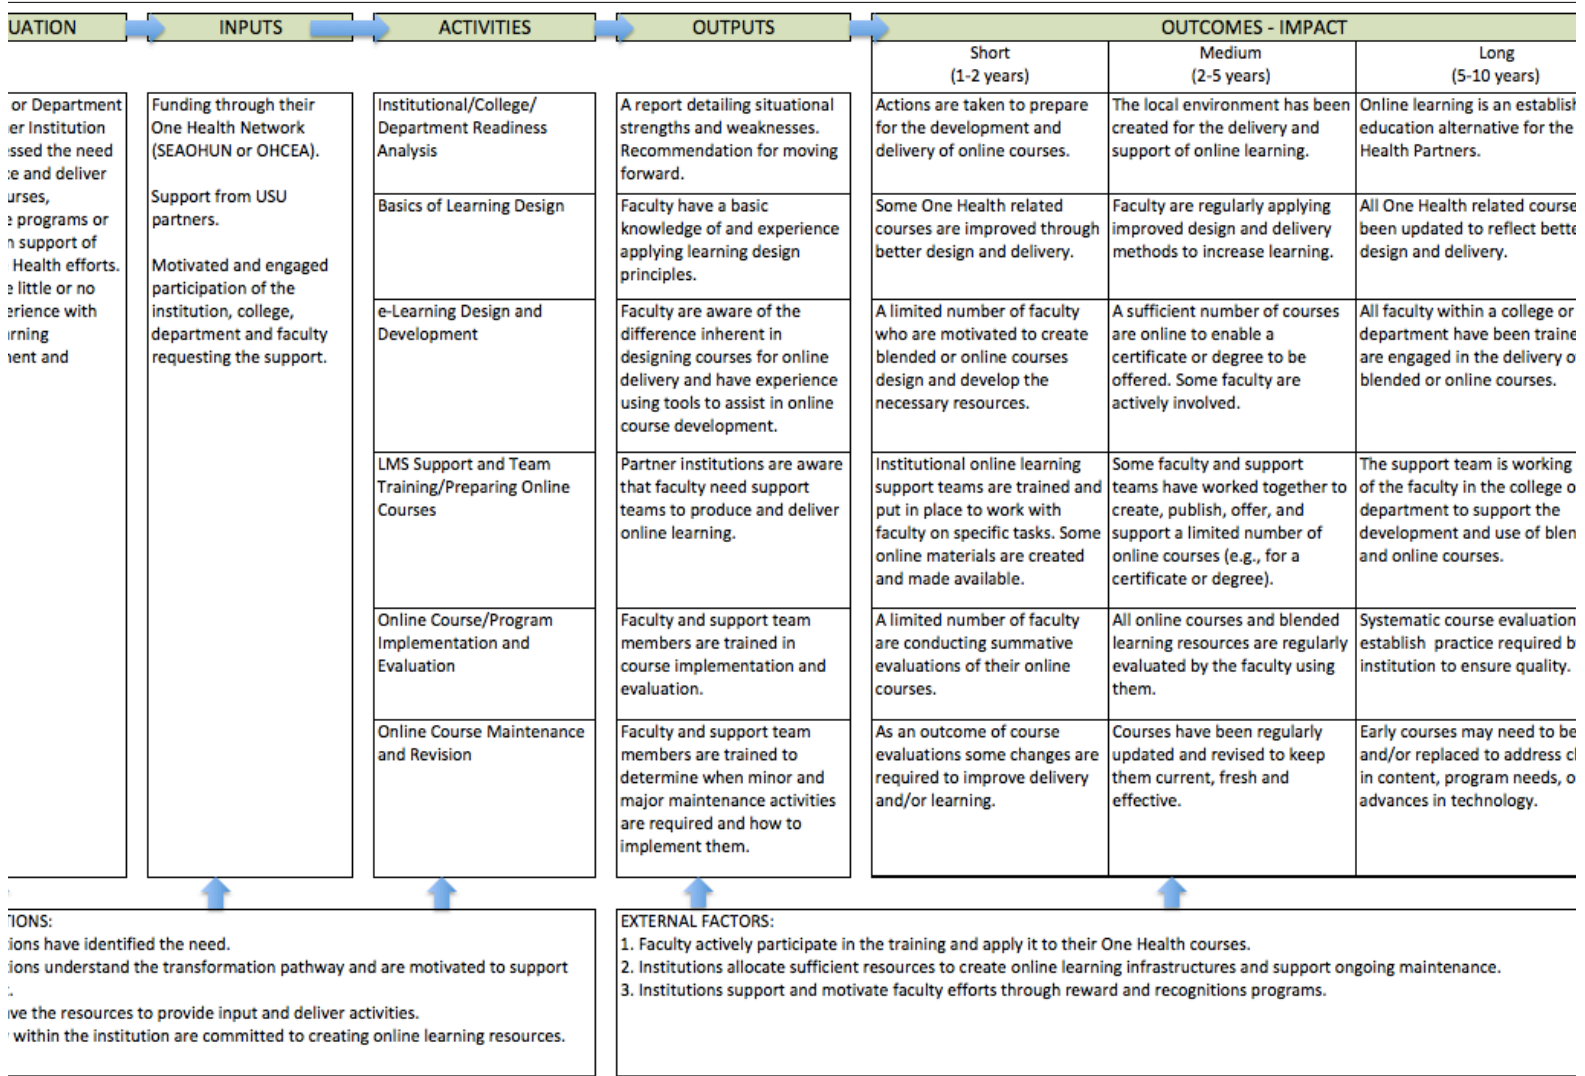 UATION
INPUTS
ACTIVITIES
OUTPUTS
OUTCOMES - IMPACT
Short
(1-2 years)
Medium
(2-5 years)
Long
(5-10 years)
or Department
er Institution
essed the need
ce and deliver
urses,
e programs or
n support of
Health efforts.
e little or no
erience with
rning
nent and
Funding through their
One Health Network
(SEAOHUN or OHCEA).
Support from USU
partners.
Motivated and engaged
participation of the
institution, college,
department and faculty
requesting the support.
Institutional/College/
Department Readiness
Analysis
A report detailing situational
strengths and weaknesses.
Recommendation for moving
forward.
Actions are taken to prepare
for the development and
delivery of online courses.
The local environment has been
created for the delivery and
support of online learning.
Online learning is an establish
education alternative for the
Health Partners.
Basics of Learning Design
Faculty have a basic
knowledge of and experience
applying learning design
principles.
Some One Health related
courses are improved through
better design and delivery.
Faculty are regularly applying
improved design and delivery
methods to increase learning.
All One Health related course
been updated to reflect bette
design and delivery.
e-Learning Design and
Development
Faculty are aware of the
difference inherent in
designing courses for online
delivery and have experience
using tools to assist in online
course development.
A limited number of faculty
who are motivated to create
blended or online courses
design and develop the
necessary resources.
A sufficient number of courses
are online to enable a
certificate or degree to be
offered. Some faculty are
actively involved.
All faculty within a college or
department have been traine
are engaged in the delivery o
blended or online courses.
LMS Support and Team
Training/Preparing Online
Courses
Partner institutions are aware
that faculty need support
teams to produce and deliver
online learning.
Institutional online learning
support teams are trained and
put in place to work with
faculty on specific tasks. Some
online materials are created
and made available.
Some faculty and support
teams have worked together to
create, publish, offer, and
support a limited number of
online courses (e.g., for a
certificate or degree).
The support team is working
of the faculty in the college o
department to support the
development and use of blen
and online courses.
Online Course/Program
Implementation and
Evaluation
Faculty and support team
members are trained in
course implementation and
evaluation.
A limited number of faculty
are conducting summative
evaluations of their online
courses.
All online courses and blended
learning resources are regularly
evaluated by the faculty using
them.
Systematic course evaluation
establish  practice required b
institution to ensure quality.
Online Course Maintenance
and Revision
Faculty and support team
members are trained to
determine when minor and
major maintenance activities
are required and how to
implement them.
As an outcome of course
evaluations some changes are
required to improve delivery
and/or learning.
Courses have been regularly
updated and revised to keep
them current, fresh and
effective.
Early courses may need to be
and/or replaced to address c
in content, program needs, o
advances in technology.
TIONS:
tions have identified the need.
tions understand the transformation pathway and are motivated to support
.
ve the resources to provide input and deliver activities.
within the institution are committed to creating online learning resources.
EXTERNAL FACTORS:
1. Faculty actively participate in the training and apply it to their One Health courses.
2. Institutions allocate sufficient resources to create online learning infrastructures and support ongoing maintenance.
3. Institutions support and motivate faculty efforts through reward and recognitions programs.